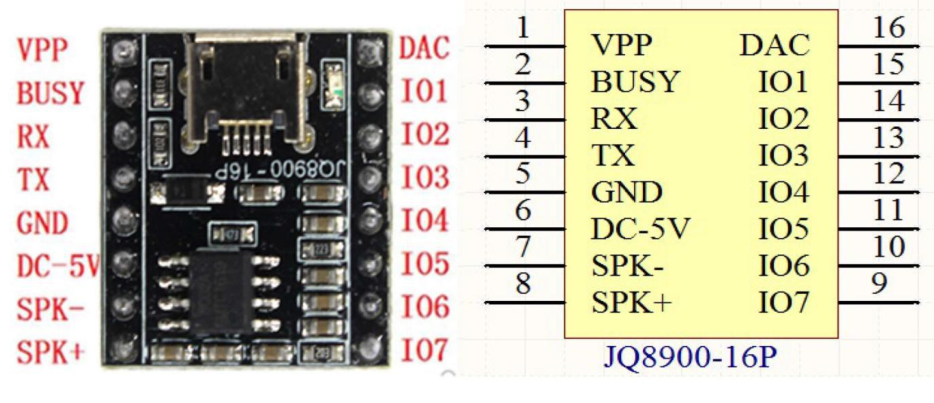 VPP
BUSY
RX
TX
GND
DC-5V
SPK-
SPK+
DAC
IO1
IO2
IO3
IO4
IO5
IO6
IO7
JQ8900-16P
1 VPP DAC 16
2 BUSY IO1 15
3 RX IO2 14
4 TX IO3 13
5 GND IO4 12
6 DC-5V IO5 11
7 SPK- IO6 10
8 SPK+ IO7 9
JQ8900-16P